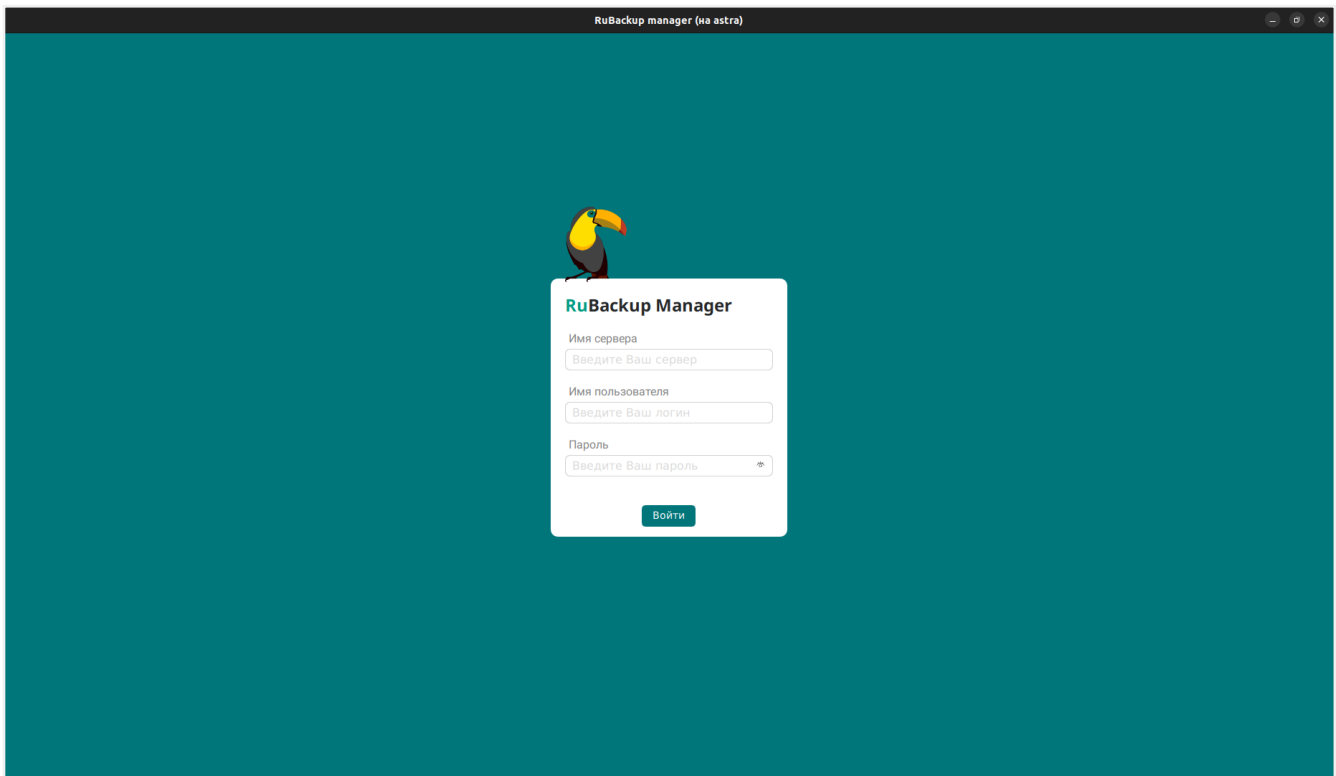 RuBackup manager (на astra)
RuBackup Manager
Имя сервера
Введите Ваш сервер
Имя пользователя
Введите Ваш логин
Пароль
Введите Ваш пароль
Войти